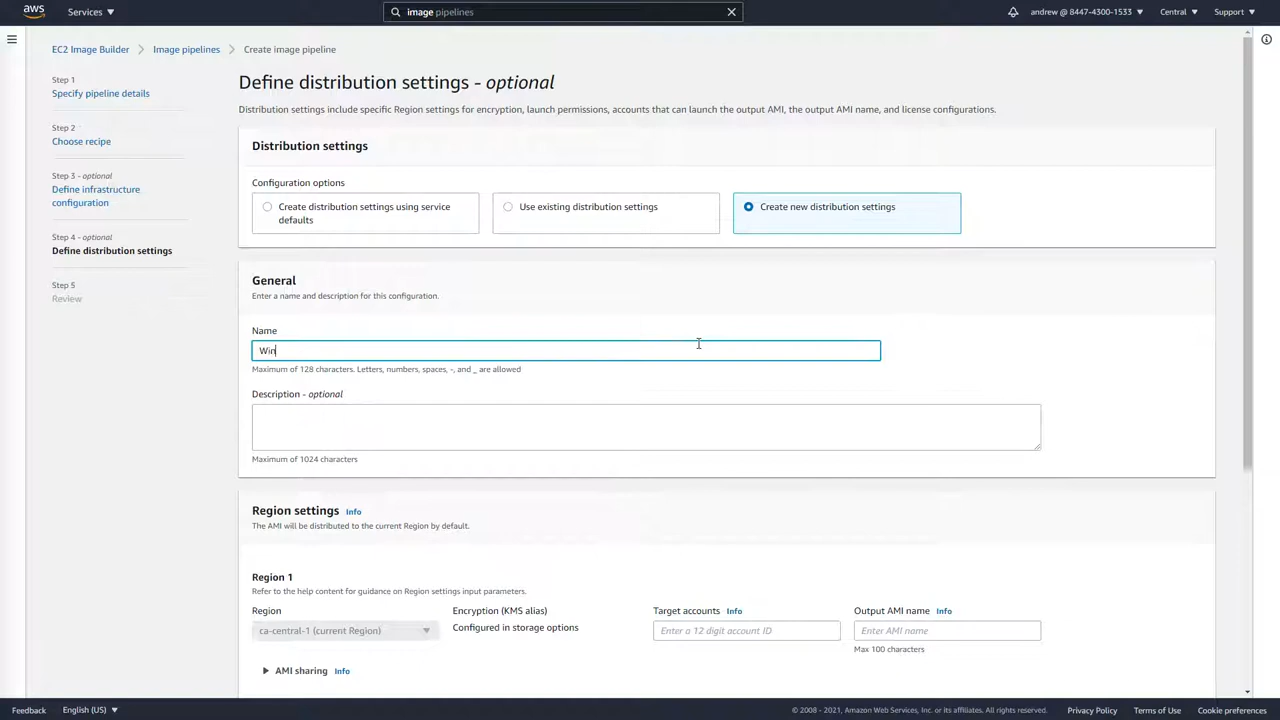 aws
Services
image pipelines
andrew @ 8447-4300-1533
Central
Support
EC2 Image Builder
Image pipelines
Create image pipeline
Step 1
Specify pipeline details
Step 2
Choose recipe
Step 3 - optional
Define infrastructure
configuration
Step 4 - optional
Define distribution settings
Step 5
Review
Define distribution settings - optional
Distribution settings include specific Region settings for encryption, launch permissions, accounts that can launch the output AMI, the output AMI name, and license configurations.
Distribution settings
Configuration options
Create distribution settings using service
defaults
Use existing distribution settings
Create new distribution settings
General
Enter a name and description for this configuration.
Name
Win
Maximum of 128 characters. Letters, numbers, spaces, -, and _ are allowed
Description - optional
Maximum of 1024 characters
Region settings Info
The AMI will be distributed to the current Region by default.
Region 1
Refer to the help content for guidance on Region settings input parameters.
Region
ca-central-1 (current Region)
Encryption (KMS alias)
Configured in storage options
Target accounts Info
Enter a 12 digit account ID
Output AMI name Info
Enter AMI name
Max 100 characters
AMI sharing Info
Feedback
English (US)
© 2008 - 2021, Amazon Web Services, Inc. or its affiliates. All rights reserved.
Privacy Policy
Terms of Use
Cookie preferences